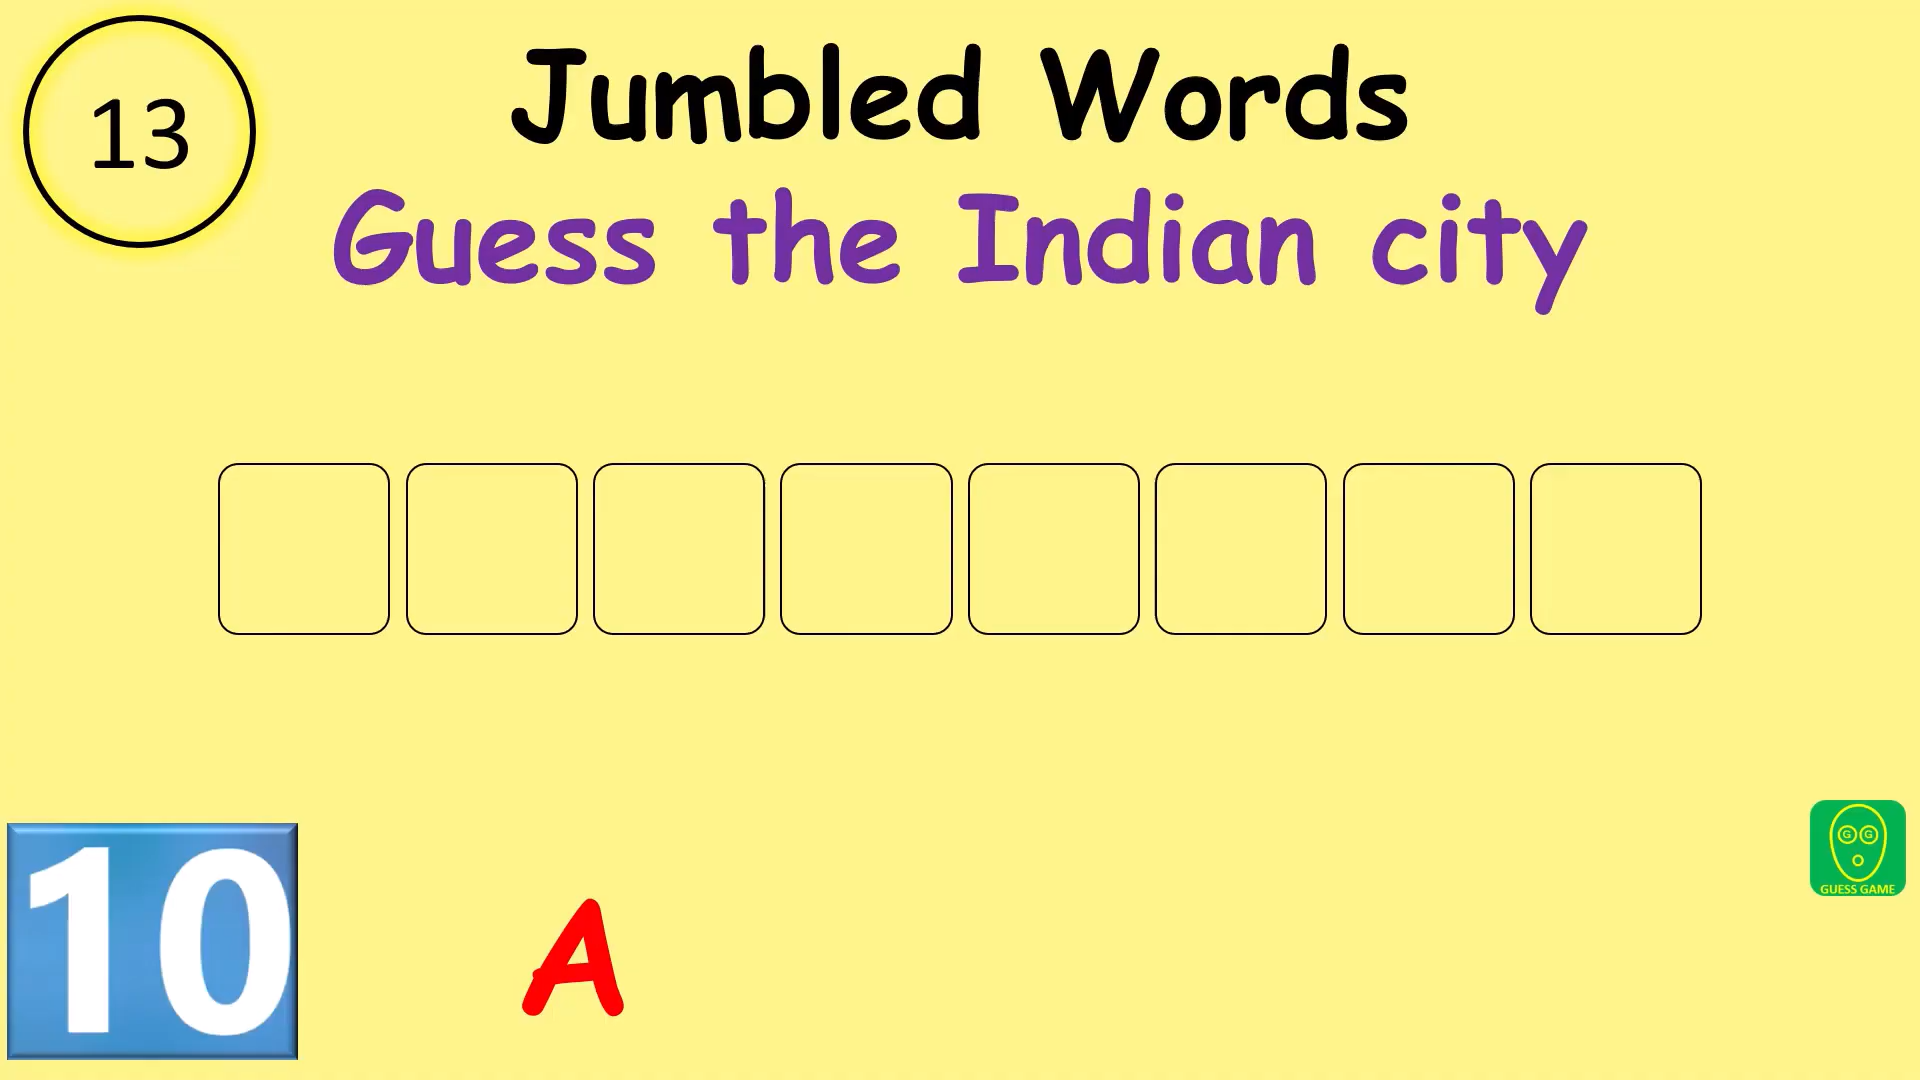 13
Jumbled Words
Guess the Indian city
10
A
G G
GUESS GAME